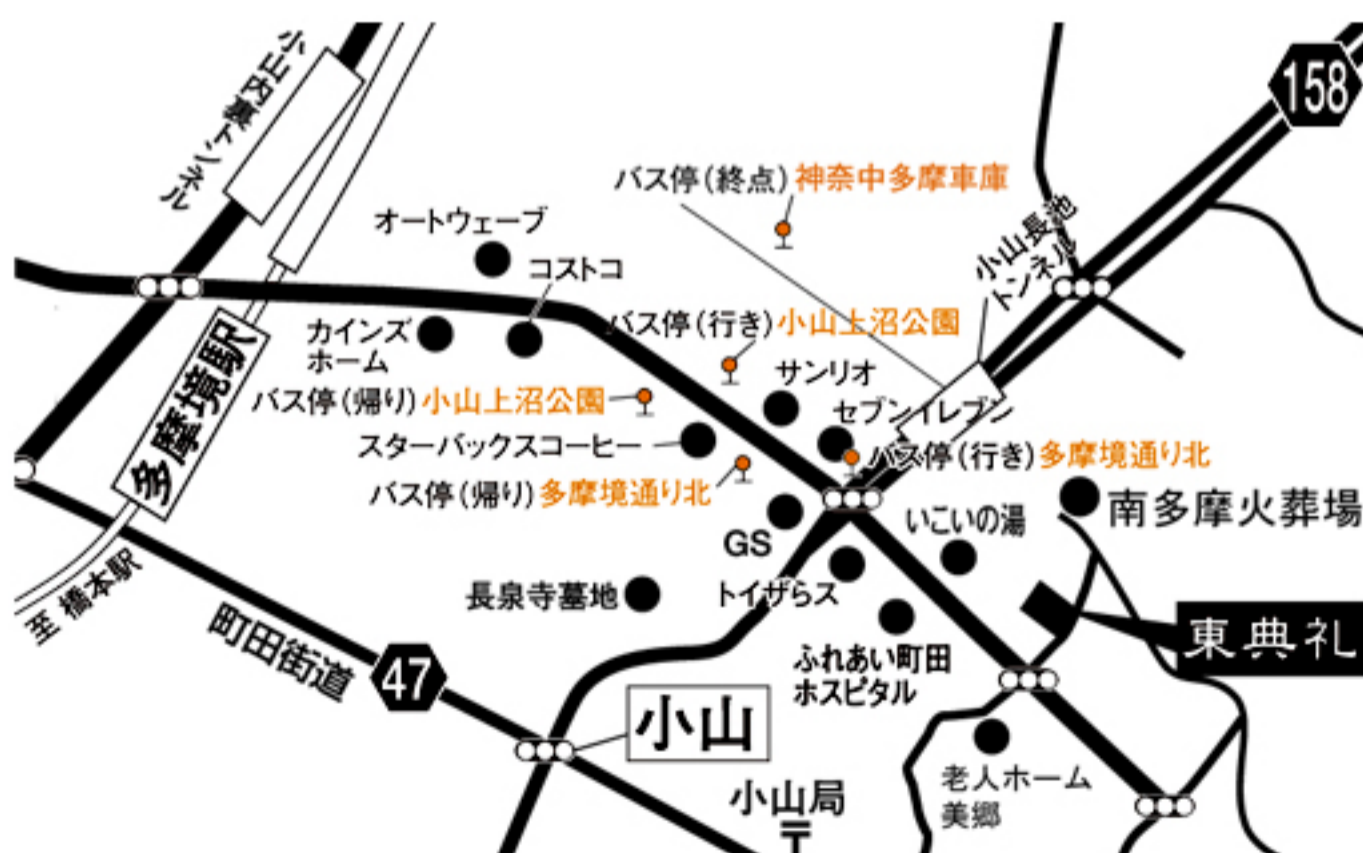 小山内裏トンネル
158
バス停(終点)神奈中多摩車庫
オートウェーブ
小山長池
トンネル
コストコ
カインズ
ホーム
バス停(行き)小山上沼公園
多摩境駅
サンリオ
バス停(帰り)小山上沼公園
セブンイレブン
スターバックスコーヒー
バス停(行き)多摩境通り北
バス停(帰り)多摩境通り北
南多摩火葬場
いこいの湯
GS
至 橋本駅
長泉寺墓地
トイザらス
町田街道
47
東典礼
ふれあい町田
ホスピタル
小山
老人ホーム
美郷
小山局
〒